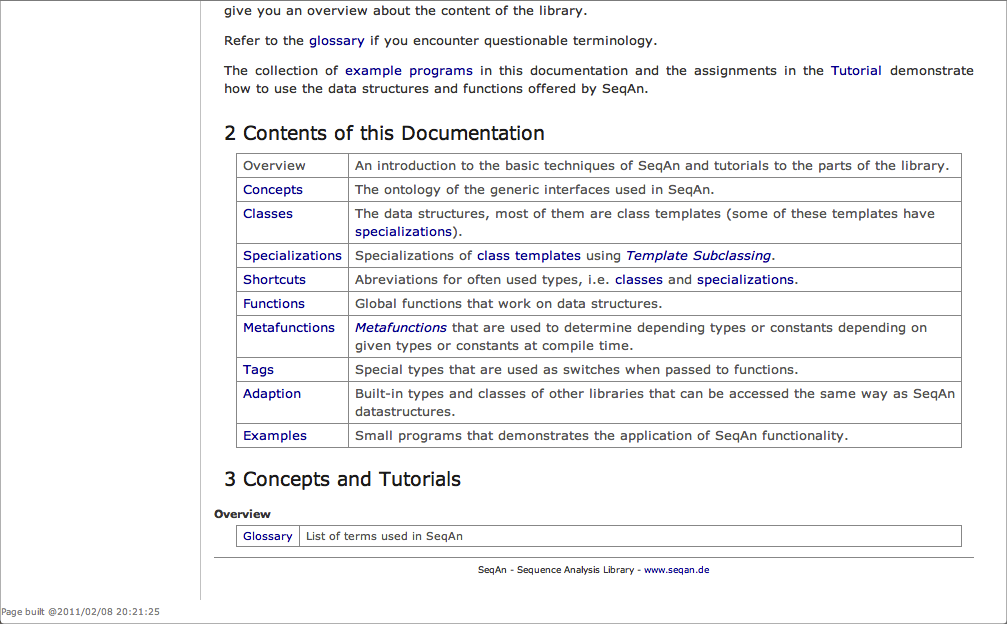 give you an overview about the content of the library.
Refer to the glossary if you encounter questionable terminology.
The collection of example programs in this documentation and the assignments in the Tutorial demonstrate
how to use the data structures and functions offered by SeqAn.
2 Contents of this Documentation
Overview An introduction to the basic techniques of SeqAn and tutorials to the parts of the library.
Concepts The ontology of the generic interfaces used in SeqAn.
Classes The data structures, most of them are class templates (some of these templates have
specializations).
Specializations Specializations of class templates using Template Subclassing.
Shortcuts Abreviations for often used types, i.e. classes and specializations.
Functions Global functions that work on data structures.
Metafunctions Metafunctions that are used to determine depending types or constants depending on
given types or constants at compile time.
Tags Special types that are used as switches when passed to functions.
Adaption Built-in types and classes of other libraries that can be accessed the same way as SeqAn
datastructures.
Examples Small programs that demonstrates the application of SeqAn functionality.
3 Concepts and Tutorials
Overview
Glossary List of terms used in SeqAn
SeqAn - Sequence Analysis Library - www.seqan.de
Page built @2011/02/08 20:21:25